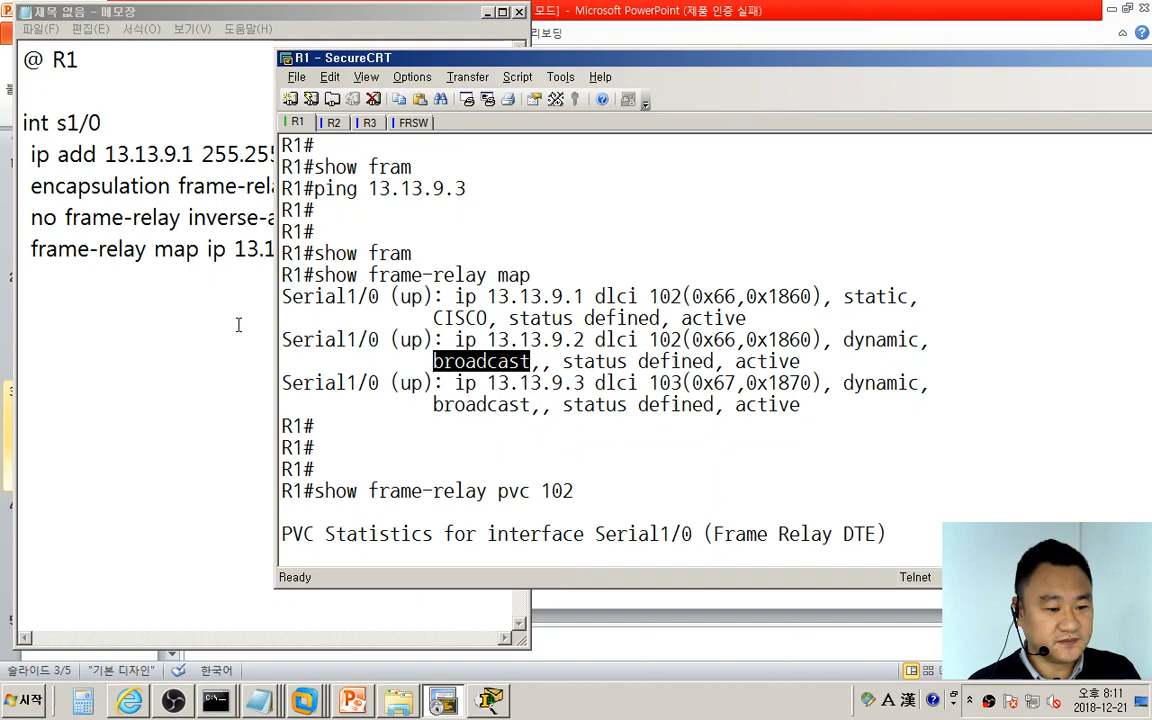 제목 없음 - 메모장
모드] - Microsoft PowerPoint (제품 인증 실패)
파일(F) 편집(E) 서식(O) 보기(V) 도움말(H)
리보딩
@ R1
int s1/0
ip add 13.13.9.1 255.255
encapsulation frame-rela
no frame-relay inverse-a
frame-relay map ip 13.1
R1 - SecureCRT
File Edit View Options Transfer Script Tools Help
R1 R2 R3 FRSW
R1#
R1#show fram
R1#ping 13.13.9.3
R1#
R1#
R1#show fram
R1#show frame-relay map
Serial1/0 (up): ip 13.13.9.1 dlci 102(0x66,0x1860), static,
CISCO, status defined, active
Serial1/0 (up): ip 13.13.9.2 dlci 102(0x66,0x1860), dynamic,
broadcast,, status defined, active
Serial1/0 (up): ip 13.13.9.3 dlci 103(0x67,0x1870), dynamic,
broadcast,, status defined, active
R1#
R1#
R1#
R1#show frame-relay pvc 102
PVC Statistics for interface Serial1/0 (Frame Relay DTE)
Ready
Telnet
슬라이드 3/5 "기본 디자인" 한국어
시작
A 漢
오후 8:11
2018-12-21